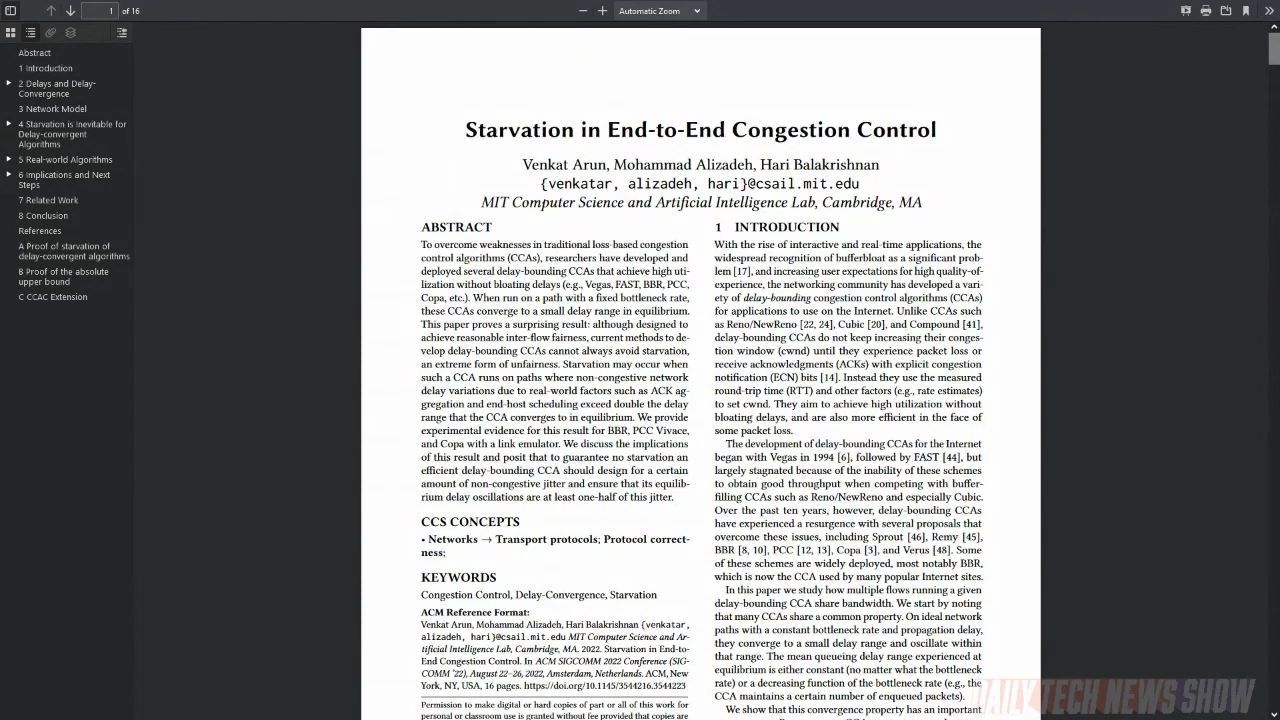 1 of 16
Automatic Zoom
Abstract
1 Introduction
2 Delays and Delay-
Convergence
3 Network Model
4 Starvation is Inevitable for
Delay-convergent
Algorithms
5 Real-world Algorithms
6 Implications and Next
Steps
7 Related Work
8 Conclusion
References
A Proof of starvation of
delay-convergent algorithms
B Proof of the absolute
upper bound
C CCAC Extension
Starvation in End-to-End Congestion Control
Venkat Arun, Mohammad Alizadeh, Hari Balakrishnan
{venkatar, alizadeh, hari}@csail.mit.edu
MIT Computer Science and Artificial Intelligence Lab, Cambridge, MA
ABSTRACT
To overcome weaknesses in traditional loss-based congestion
control algorithms (CCAs), researchers have developed and
deployed several delay-bounding CCAs that achieve high uti-
lization without bloating delays (e.g., Vegas, FAST, BBR, PCC,
Copa, etc.). When run on a path with a fixed bottleneck rate,
these CCAs converge to a small delay range in equilibrium.
This paper proves a surprising result: although designed to
achieve reasonable inter-flow fairness, current methods to de-
velop delay-bounding CCAs cannot always avoid starvation,
an extreme form of unfairness. Starvation may occur when
such a CCA runs on paths where non-congestive network
delay variations due to real-world factors such as ACK ag-
gregation and end-host scheduling exceed double the delay
range that the CCA converges to in equilibrium. We provide
experimental evidence for this result for BBR, PCC Vivace,
and Copa with a link emulator. We discuss the implications
of this result and posit that to guarantee no starvation an
efficient delay-bounding CCA should design for a certain
amount of non-congestive jitter and ensure that its equilib-
rium delay oscillations are at least one-half of this jitter.
CCS CONCEPTS
• Networks → Transport protocols; Protocol correct-
ness;
KEYWORDS
Congestion Control, Delay-Convergence, Starvation
ACM Reference Format:
Venkat Arun, Mohammad Alizadeh, Hari Balakrishnan {venkatar,
alizadeh, hari}@csail.mit.edu MIT Computer Science and Ar-
tificial Intelligence Lab, Cambridge, MA. 2022. Starvation in End-to-
End Congestion Control. In ACM SIGCOMM 2022 Conference (SIG-
COMM '22), August 22–26, 2022, Amsterdam, Netherlands. ACM, New
York, NY, USA, 16 pages. https://doi.org/10.1145/3544216.3544223
Permission to make digital or hard copies of part or all of this work for
personal or classroom use is granted without fee provided that copies are
1 INTRODUCTION
With the rise of interactive and real-time applications, the
widespread recognition of bufferbloat as a significant prob-
lem [17], and increasing user expectations for high quality-of-
experience, the networking community has developed a vari-
ety of delay-bounding congestion control algorithms (CCAs)
for applications to use on the Internet. Unlike CCAs such
as Reno/NewReno [22, 24], Cubic [20], and Compound [41],
delay-bounding CCAs do not keep increasing their conges-
tion window (cwnd) until they experience packet loss or
receive acknowledgments (ACKs) with explicit congestion
notification (ECN) bits [14]. Instead they use the measured
round-trip time (RTT) and other factors (e.g., rate estimates)
to set cwnd. They aim to achieve high utilization without
bloating delays, and are also more efficient in the face of
some packet loss.
The development of delay-bounding CCAs for the Internet
began with Vegas in 1994 [6], followed by FAST [44], but
largely stagnated because of the inability of these schemes
to obtain good throughput when competing with buffer-
filling CCAs such as Reno/NewReno and especially Cubic.
Over the past ten years, however, delay-bounding CCAs
have experienced a resurgence with several proposals that
overcome these issues, including Sprout [46], Remy [45],
BBR [8, 10], PCC [12, 13], Copa [3], and Verus [48]. Some
of these schemes are widely deployed, most notably BBR,
which is now the CCA used by many popular Internet sites.
In this paper we study how multiple flows running a given
delay-bounding CCA share bandwidth. We start by noting
that many CCAs share a common property. On ideal network
paths with a constant bottleneck rate and propagation delay,
they converge to a small delay range and oscillate within
that range. The mean queueing delay range experienced at
equilibrium is either constant (no matter what the bottleneck
rate) or a decreasing function of the bottleneck rate (e.g., the
CCA maintains a certain number of enqueued packets).
We show that this convergence property has an important
DAILY TECH NEWS SHOW